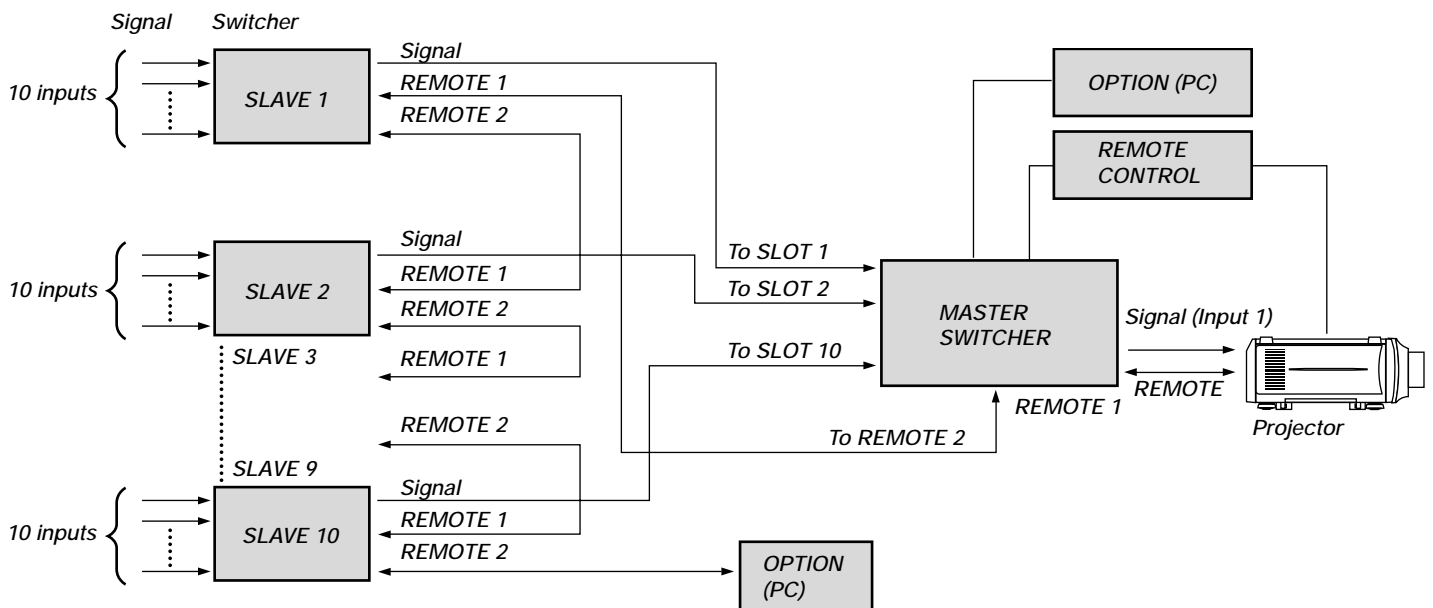 Signal
Switcher
10 inputs
SLAVE 1
Signal
REMOTE 1
REMOTE 2
10 inputs
SLAVE 2
Signal
REMOTE 1
REMOTE 2
SLAVE 3
REMOTE 1
REMOTE 2
SLAVE 9
10 inputs
SLAVE 10
Signal
REMOTE 1
REMOTE 2
OPTION
(PC)
To SLOT 1
To SLOT 2
To SLOT 10
To REMOTE 2
OPTION (PC)
REMOTE
CONTROL
MASTER
SWITCHER
REMOTE 1
Signal (Input 1)
REMOTE
Projector